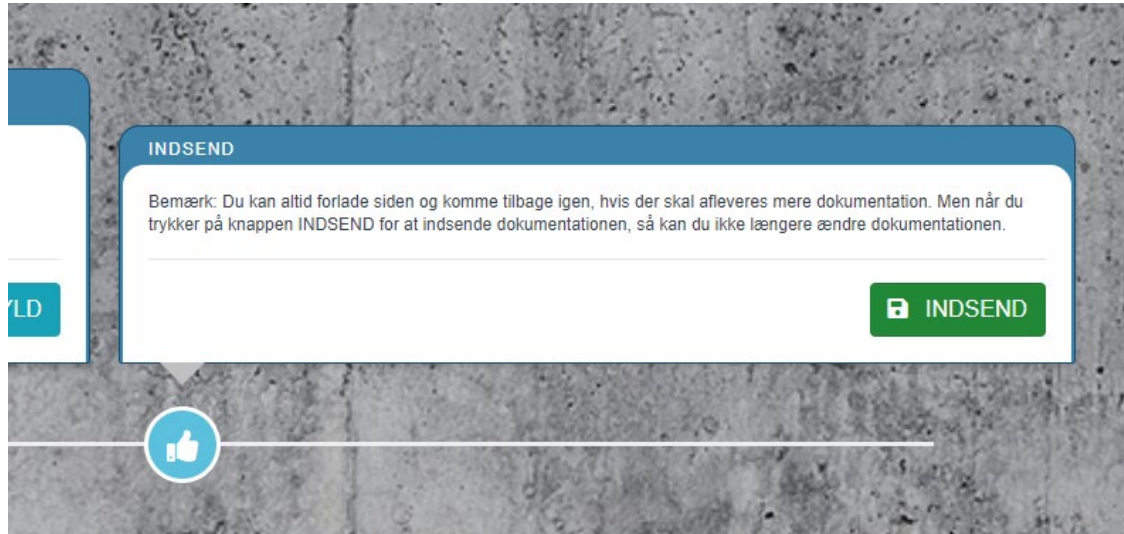 INDSEND
Bemærk: Du kan altid forlade siden og komme tilbage igen, hvis der skal afleveres mere dokumentation. Men når du
trykker på knappen INDSEND for at indsende dokumentationen, så kan du ikke længere ændre dokumentationen.
INDSEND